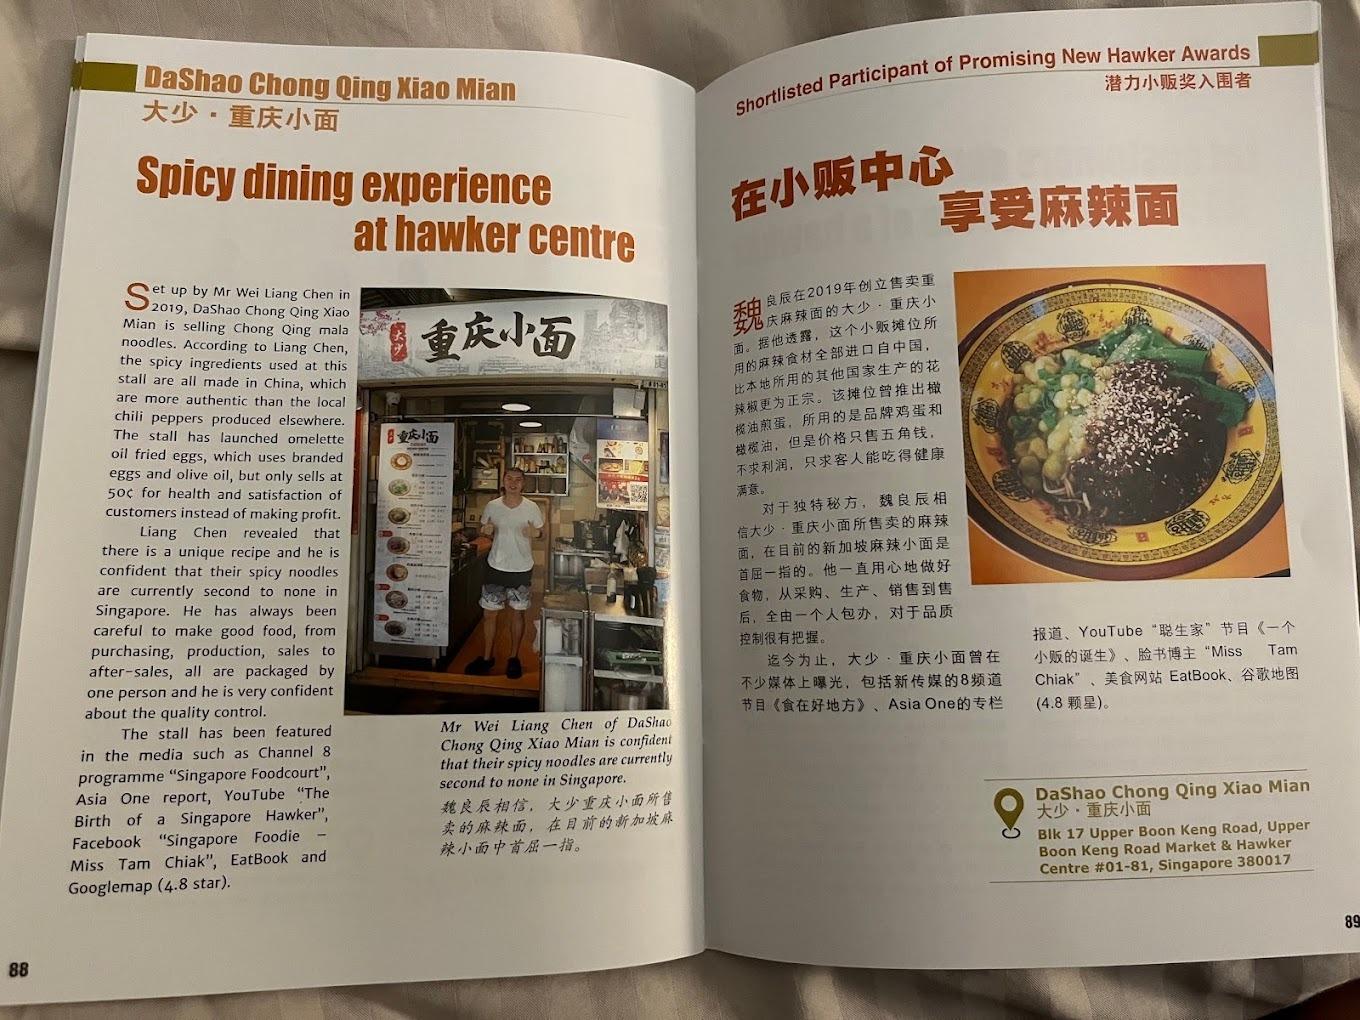 DaShao Chong Qing Xiao Mian
大少·重庆小面
Spicy dining experience
at hawker centre
Set up by Mr Wei Liang Chen in
2019, DaShao Chong Qing Xiao
Mian is selling Chong Qing mala
noodles. According to Liang Chen,
the spicy ingredients used at this
stall are all made in China, which
are more authentic than the local
chili peppers produced elsewhere.
The stall has launched omelette
oil fried eggs, which uses branded
eggs and olive oil, but only sells at
50¢ for health and satisfaction of
customers instead of making profit.
Liang Chen revealed that
there is a unique recipe and he is
confident that their spicy noodles
are currently second to none in
Singapore. He has always been
careful to make good food, from
purchasing, production, sales to
after-sales, all are packaged by
one person and he is very confident
about the quality control.
The stall has been featured
in the media such as Channel 8
programme “Singapore Foodcourt”,
Asia One report, YouTube “The
Birth of a Singapore Hawker”,
Facebook “Singapore Foodie –
Miss Tam Chiak”, EatBook and
Googlemap (4.8 star).
大少
重庆小面
重庆小面
Mr Wei Liang Chen of DaShao
Chong Qing Xiao Mian is confident
that their spicy noodles are currently
second to none in Singapore.
魏良辰相信，大少重庆小面所售
卖的麻辣面，在目前的新加坡麻
辣小面中首屈一指。
88
Shortlisted Participant of Promising New Hawker Awards
潜力小贩奖入围者
在小贩中心
享受麻辣面
魏良辰在2019年创立售卖重
庆麻辣面的大少·重庆小
面。据他透露，这个小贩摊位所
用的麻辣食材全部进口自中国，
比本地所用的其他国家生产的花
辣椒更为正宗。该摊位曾推出橄
榄油煎蛋，所用的是品牌鸡蛋和
橄榄油，但是价格只售五角钱，
不求利润，只求客人能吃得健康
满意。
对于独特秘方，魏良辰相
信大少·重庆小面所售卖的麻辣
面，在目前的新加坡麻辣小面是
首屈一指的。他一直用心地做好
食物，从采购、生产、销售到售
后，全由一个人包办，对于品质
控制很有把握。
迄今为止，大少·重庆小面曾在
不少媒体上曝光，包括新传媒的8频道
节目《食在好地方》、Asia One的专栏
报道、YouTube“聪生家”节目《一个
小贩的诞生》、脸书博主“Miss Tam
Chiak”、美食网站 EatBook、谷歌地图
(4.8 颗星)。
DaShao Chong Qing Xiao Mian
大少·重庆小面
Blk 17 Upper Boon Keng Road, Upper
Boon Keng Road Market & Hawker
Centre #01-81, Singapore 380017
89